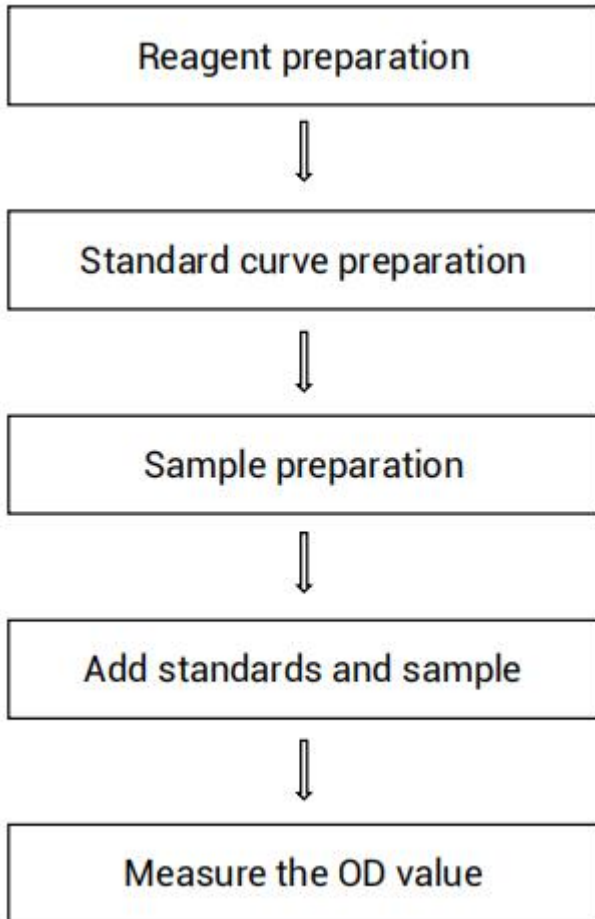 Reagent preparation
Standard curve preparation
Sample preparation
Add standards and sample
Measure the OD value